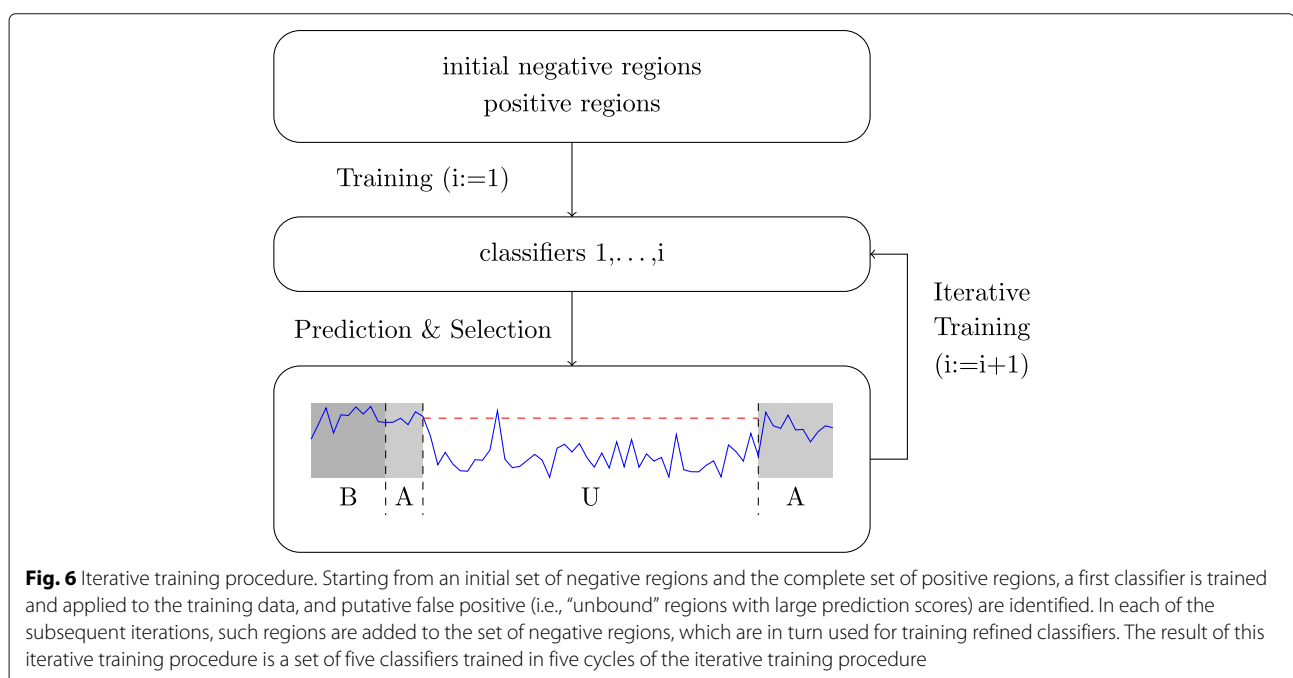 initial negative regions
positive regions
Training (i:=1)
classifiers 1,...,i
Prediction & Selection
Iterative
Training
(i:=i+1)
B A U A
Fig. 6 Iterative training procedure. Starting from an initial set of negative regions and the complete set of positive regions, a first classifier is trained
and applied to the training data, and putative false positive (i.e., “unbound” regions with large prediction scores) are identified. In each of the
subsequent iterations, such regions are added to the set of negative regions, which are in turn used for training refined classifiers. The result of this
iterative training procedure is a set of five classifiers trained in five cycles of the iterative training procedure